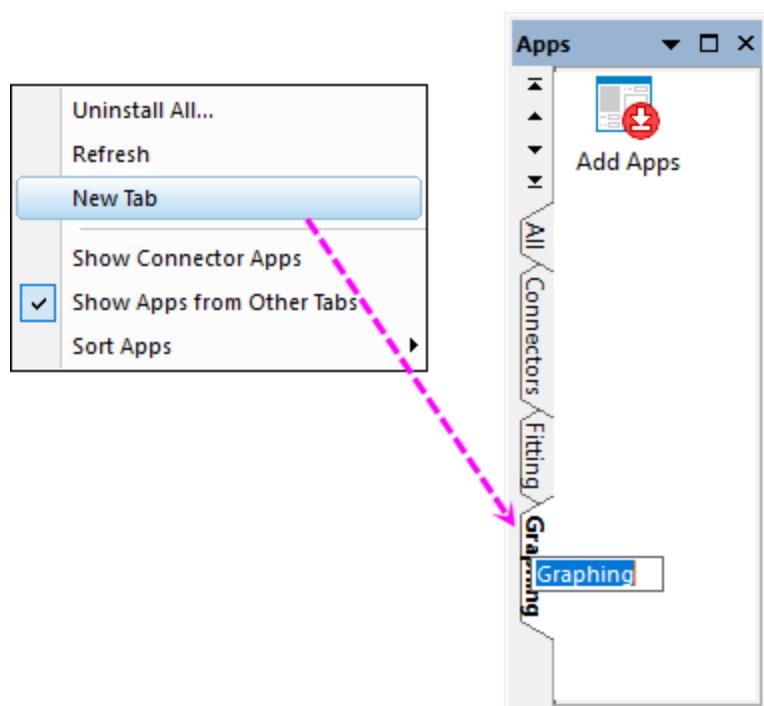 Uninstall All...
Refresh
New Tab
Show Connector Apps
Show Apps from Other Tabs
Sort Apps
Apps
Add Apps
All
Connectors
Fitting
Graphing
Graphing